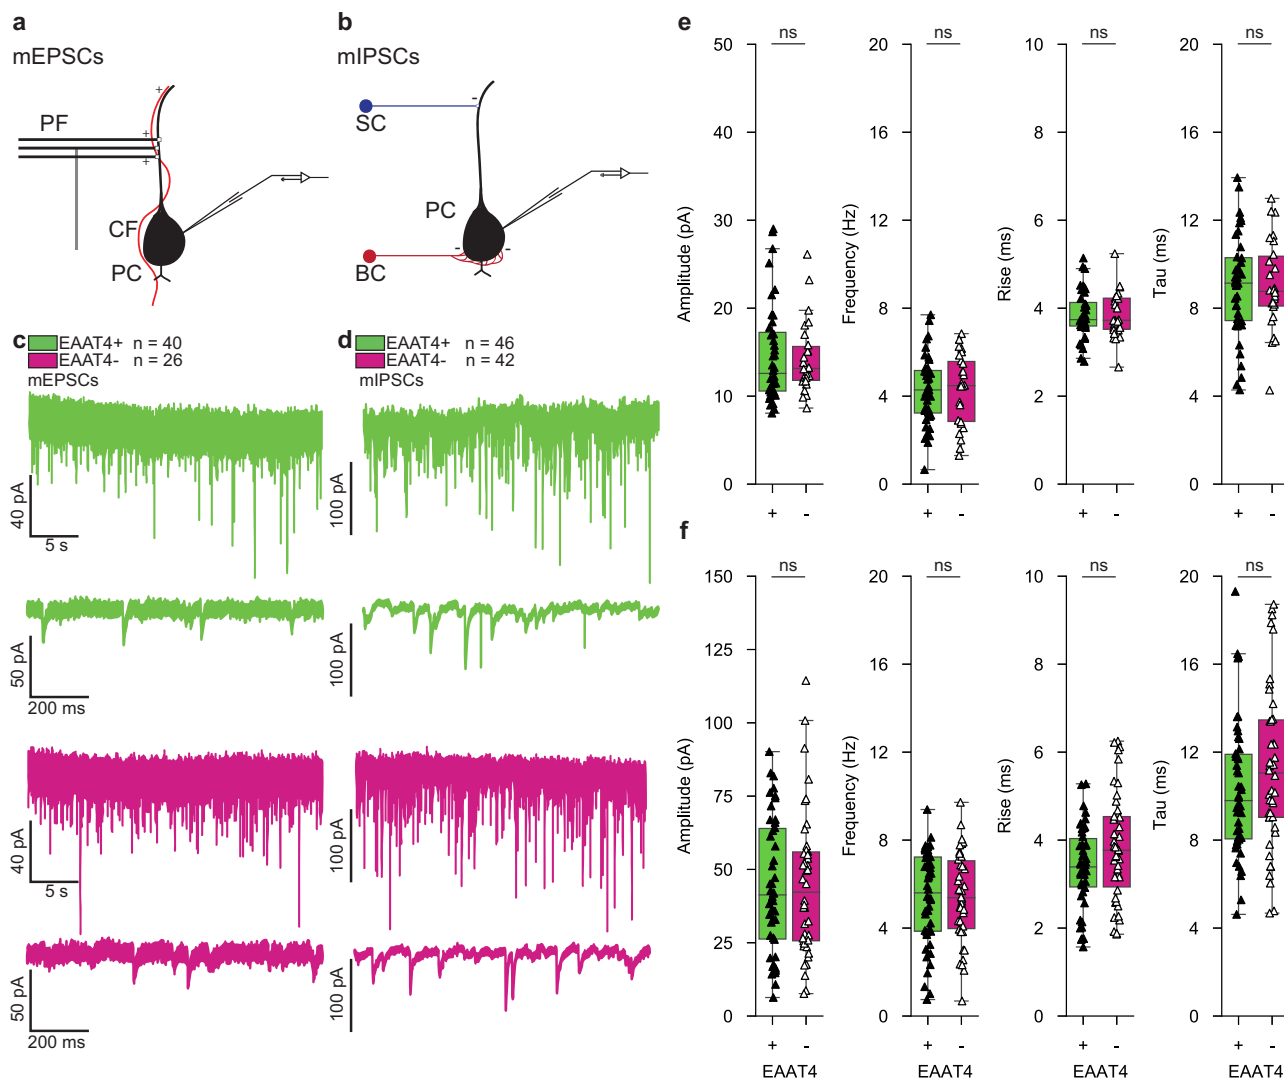 a
mEPSCs
PF
+
+
+
CF
PC
b
mIPSCs
SC
-
PC
BC
-
-
c
EAAT4+ n = 40
EAAT4- n = 26
mEPSCs
40 pA
5 s
50 pA
200 ms
40 pA
5 s
50 pA
200 ms
d
EAAT4+ n = 46
EAAT4- n = 42
mIPSCs
100 pA
100 pA
100 pA
100 pA
e
ns
50
40
30
20
10
0
Amplitude (pA)
+ -
ns
20
16
12
8
4
0
Frequency (Hz)
+ -
ns
10
8
6
4
2
0
Rise (ms)
+ -
ns
20
16
12
8
4
0
Tau (ms)
+ -
f
ns
150
125
100
75
50
25
0
Amplitude (pA)
+ -
EAAT4
ns
20
16
12
8
4
0
Frequency (Hz)
+ -
EAAT4
ns
10
8
6
4
2
0
Rise (ms)
+ -
EAAT4
ns
20
16
12
8
4
0
Tau (ms)
+ -
EAAT4